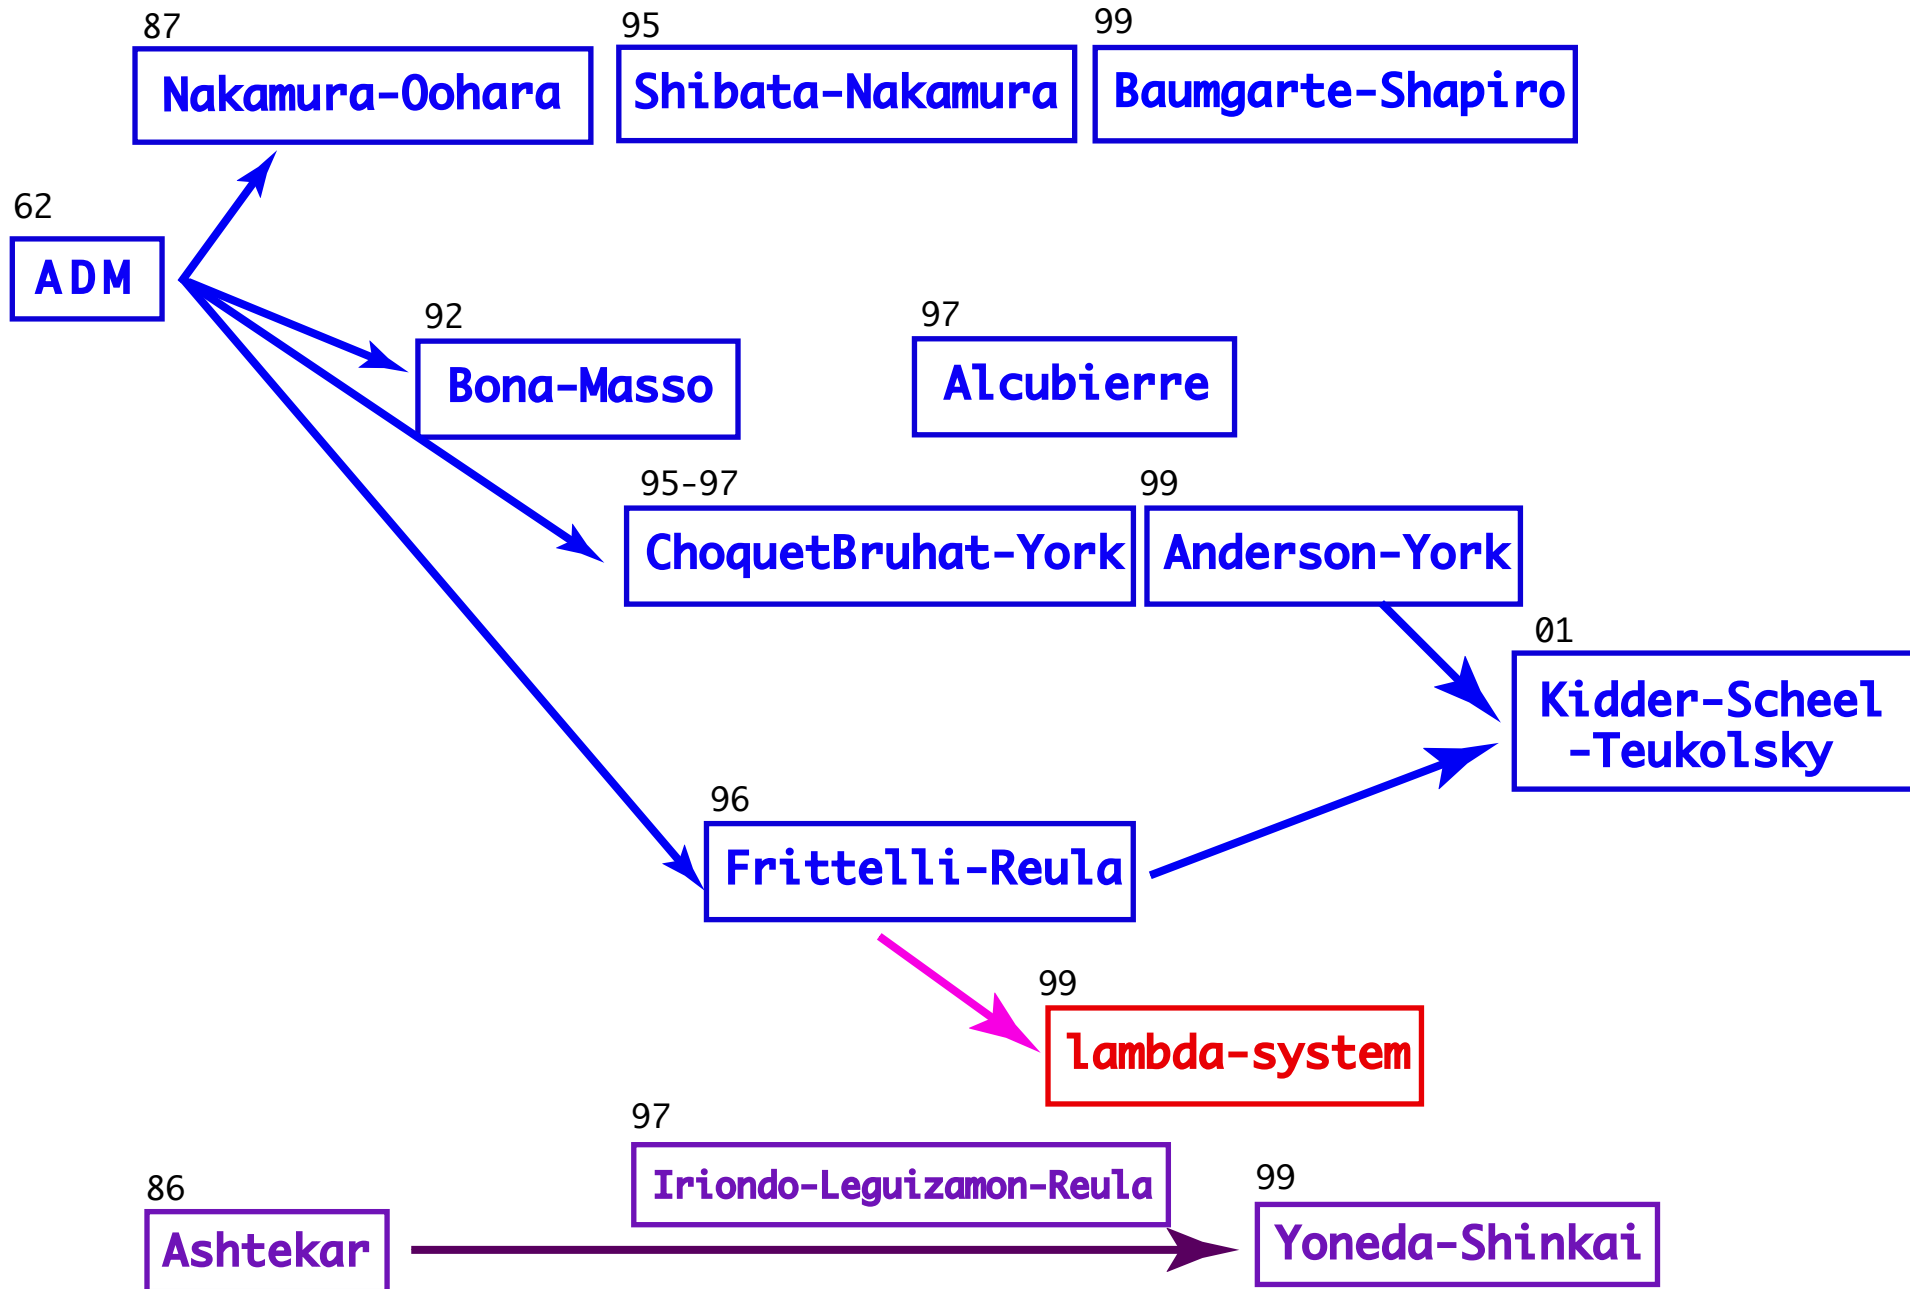 87
95
99
Nakamura-Oohara
Shibata-Nakamura
Baumgarte-Shapiro
62
ADM
92
97
Bona-Masso
Alcubierre
95-97
99
ChoquetBruhat-York
Anderson-York
01
Kidder-Scheel
-Teukolsky
96
Frittelli-Reula
99
lambda-system
97
Iriondo-Leguizamon-Reula
86
99
Ashtekar
Yoneda-Shinkai